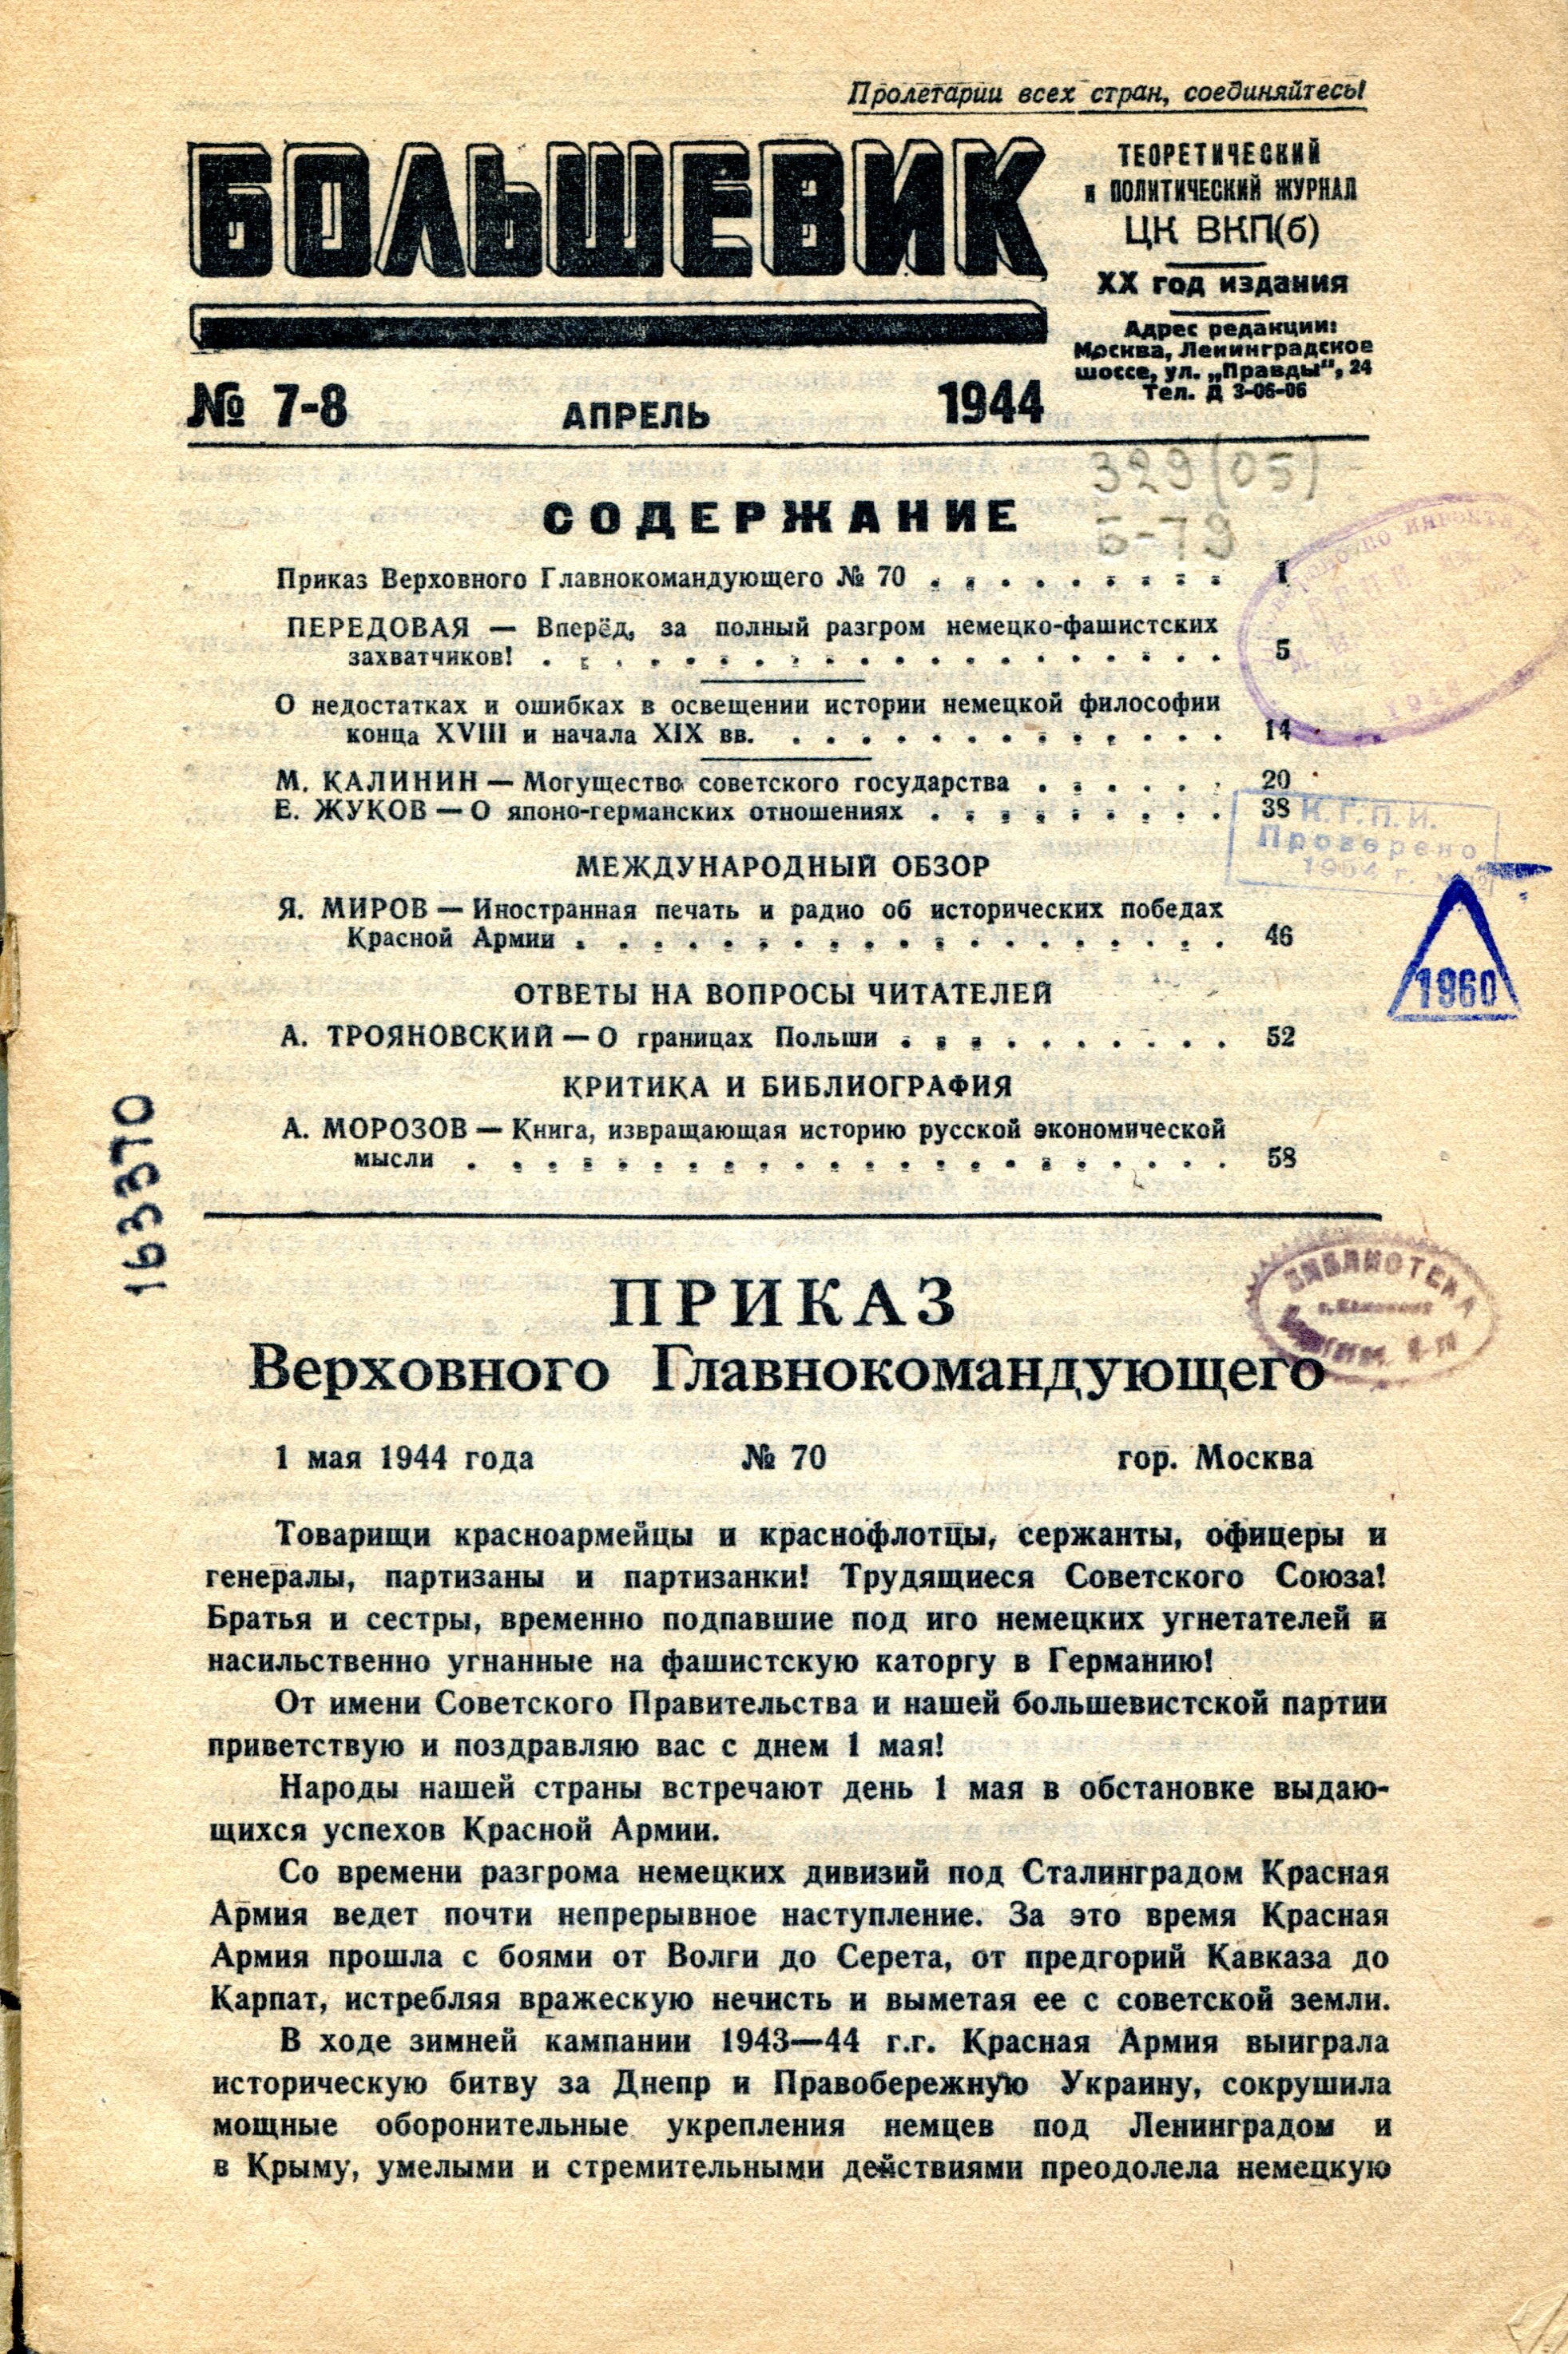 Пролетарии всех стран, соединяйтесь!
БОЛЬШЕВИК
ТЕОРЕТИЧЕСКИЙ
и ПОЛИТИЧЕСКИЙ ЖУРНАЛ
ЦК ВКП(б)
XX год издания
Адрес редакции:
Москва, Ленинградское
шоссе, ул. „Правды“, 24
Тел. Д 3-06-06
№ 7-8 АПРЕЛЬ 1944
329(05)
Б-79
СОДЕРЖАНИЕ
Приказ Верховного Главнокомандующего № 70 . . . . . . . . . 1
ПЕРЕДОВАЯ — Вперёд, за полный разгром немецко-фашистских
захватчиков! . . . . . . . . . . . . . . . . . . . . 5
О недостатках и ошибках в освещении истории немецкой философии
конца XVIII и начала XIX вв. . . . . . . . . . . . . . 14
М. КАЛИНИН — Могущество советского государства . . . . . . 20
Е. ЖУКОВ — О японо-германских отношениях . . . . . . . . . 38
К.Г.П.И.
Проверено
МЕЖДУНАРОДНЫЙ ОБЗОР
Я. МИРОВ — Иностранная печать и радио об исторических победах
Красной Армии . . . . . . . . . . . . . . . . . . . 46
1960
ОТВЕТЫ НА ВОПРОСЫ ЧИТАТЕЛЕЙ
А. ТРОЯНОВСКИЙ — О границах Польши . . . . . . . . . . 52
КРИТИКА И БИБЛИОГРАФИЯ
А. МОРОЗОВ — Книга, извращающая историю русской экономической
мысли . . . . . . . . . . . . . . . . . . . . . . 58
163370
БИБЛИОТЕКА
ПРИКАЗ
Верховного Главнокомандующего
1 мая 1944 года № 70 гор. Москва
Товарищи красноармейцы и краснофлотцы, сержанты, офицеры и
генералы, партизаны и партизанки! Трудящиеся Советского Союза!
Братья и сестры, временно подпавшие под иго немецких угнетателей и
насильственно угнанные на фашистскую каторгу в Германию!
От имени Советского Правительства и нашей большевистской партии
приветствую и поздравляю вас с днем 1 мая!
Народы нашей страны встречают день 1 мая в обстановке выдаю-
щихся успехов Красной Армии.
Со времени разгрома немецких дивизий под Сталинградом Красная
Армия ведет почти непрерывное наступление. За это время Красная
Армия прошла с боями от Волги до Серета, от предгорий Кавказа до
Карпат, истребляя вражескую нечисть и выметая ее с советской земли.
В ходе зимней кампании 1943—44 г.г. Красная Армия выиграла
историческую битву за Днепр и Правобережную Украину, сокрушила
мощные оборонительные укрепления немцев под Ленинградом и
в Крыму, умелыми и стремительными действиями преодолела немецкую